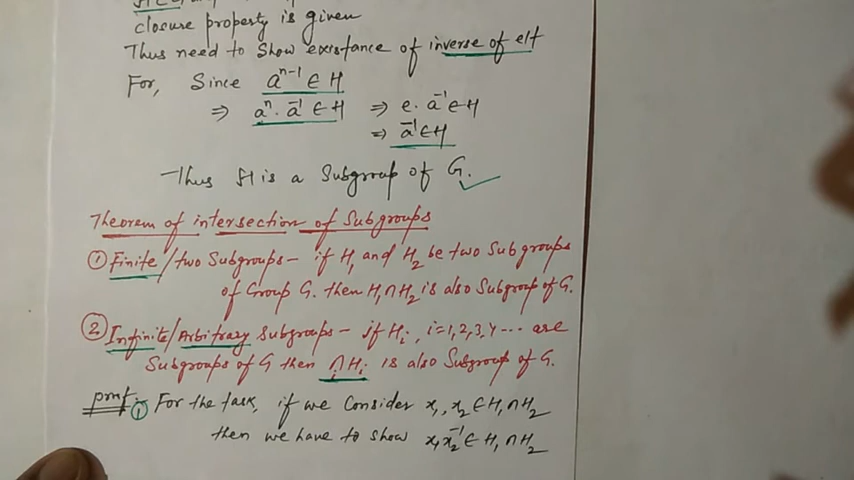 closure property is given
Thus need to show existance of inverse of elt
For, Since aⁿ⁻¹ ∈ H
⇒ aⁿ. a⁻¹ ∈ H ⇒ e. a⁻¹ ∈ H
⇒ a⁻¹ ∈ H
Thus H is a Subgroup of G.
Theorem of intersection of Subgroups
① Finite/two Subgroups - if H₁ and H₂ be two Subgroups
of Group G. then H₁∩H₂ is also Subgroup of G.
② Infinite/Arbitrary Subgroups - if Hᵢ, i=1,2,3,4... are
Subgroups of G then ∩ᵢHᵢ is also Subgroup of G.
proof:- ① For the task, if we Consider x₁, x₂ ∈ H₁∩H₂
then we have to show x₁x₂⁻¹ ∈ H₁∩H₂